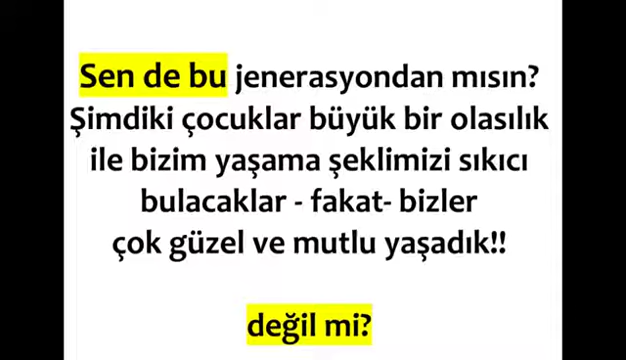 Sen de bu jenerasyondan mısın?
Şimdiki çocuklar büyük bir olasılık
ile bizim yaşama şeklimizi sıkıcı
bulacaklar - fakat- bizler
çok güzel ve mutlu yaşadık!!
değil mi?